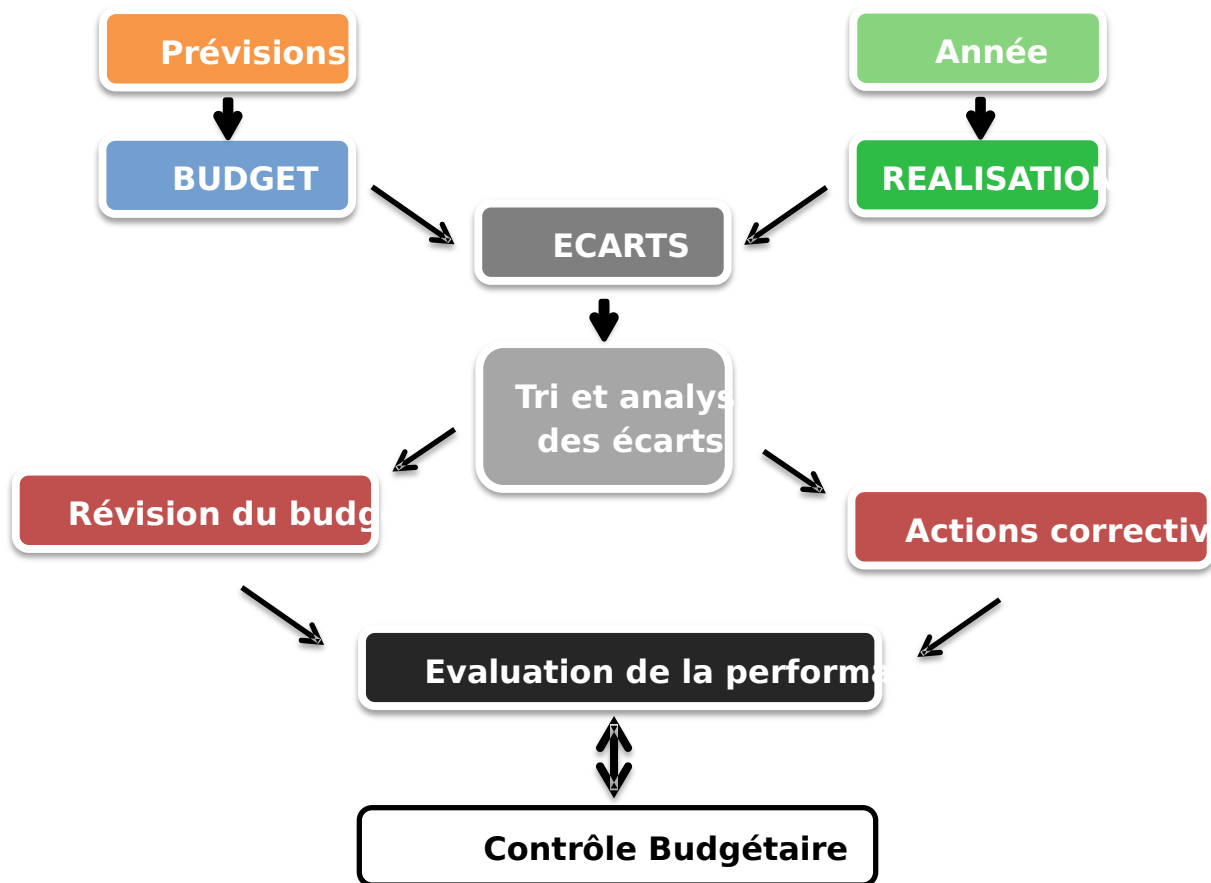 Prévisions
Année
BUDGET
REALISATION
ECARTS
Tri et analys
des écarts
Révision du budg
Actions correctiv
Evaluation de la performa
Contrôle Budgétaire